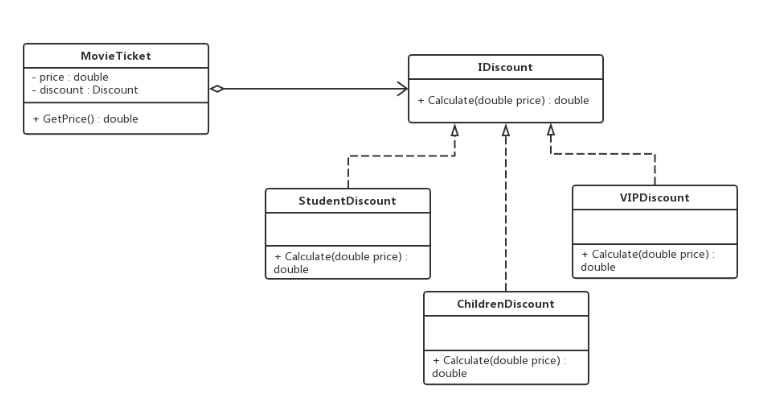 MovieTicket
- price : double
- discount : Discount
+ GetPrice() : double
IDiscount
+ Calculate(double price) : double
StudentDiscount
+ Calculate(double price) :
double
VIPDiscount
+ Calculate(double price) :
double
ChildrenDiscount
+ Calculate(double price) :
double